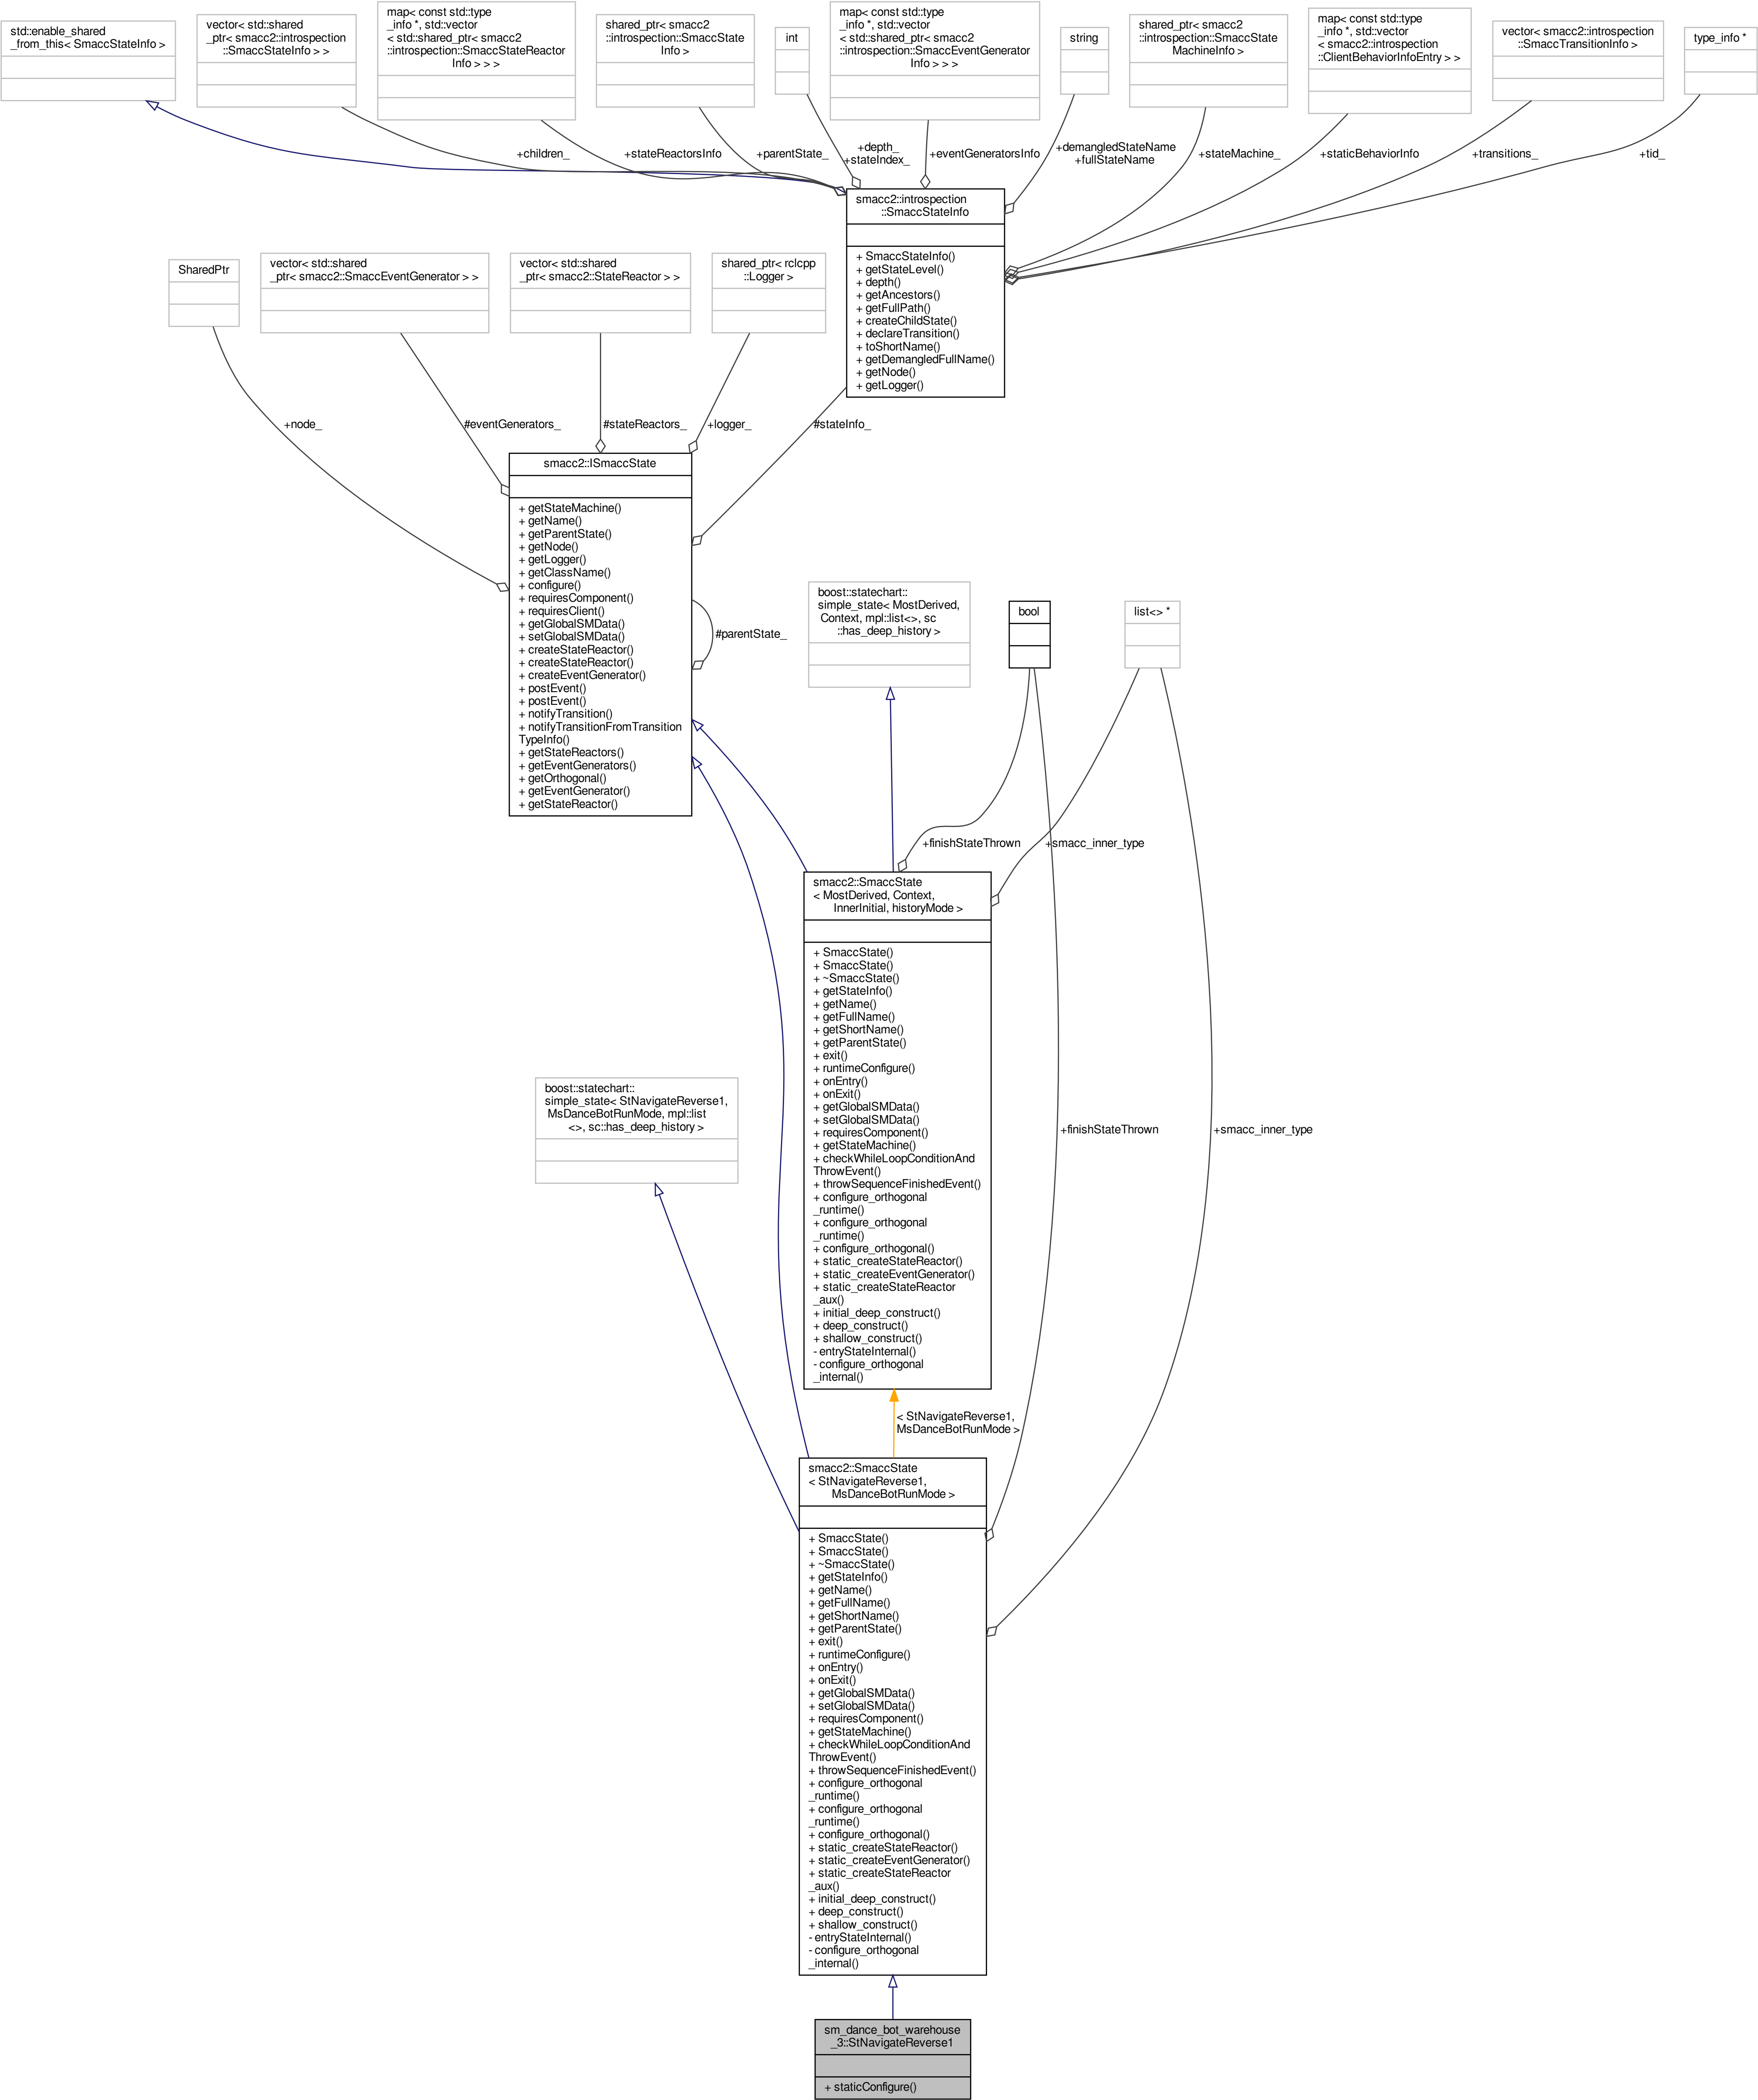 std::enable_shared
_from_this< SmaccStateInfo >
vector< std::shared
_ptr< smacc2::introspection
::SmaccStateInfo > >
map< const std::type
_info *, std::vector
< std::shared_ptr< smacc2
::introspection::SmaccStateReactor
Info > > >
shared_ptr< smacc2
::introspection::SmaccState
Info >
int
map< const std::type
_info *, std::vector
< std::shared_ptr< smacc2
::introspection::SmaccEventGenerator
Info > > >
string
shared_ptr< smacc2
::introspection::SmaccState
MachineInfo >
map< const std::type
_info *, std::vector
< smacc2::introspection
::ClientBehaviorInfoEntry > >
vector< smacc2::introspection
::SmaccTransitionInfo >
type_info *
+children_
+stateReactorsInfo
+parentState_
+depth_
+stateIndex_
+eventGeneratorsInfo
+demangledStateName
+fullStateName
+stateMachine_
+staticBehaviorInfo
+transitions_
+tid_
smacc2::introspection
::SmaccStateInfo
+ SmaccStateInfo()
+ getStateLevel()
+ depth()
+ getAncestors()
+ getFullPath()
+ createChildState()
+ declareTransition()
+ toShortName()
+ getDemangledFullName()
+ getNode()
+ getLogger()
SharedPtr
vector< std::shared
_ptr< smacc2::SmaccEventGenerator > >
vector< std::shared
_ptr< smacc2::StateReactor > >
shared_ptr< rclcpp
::Logger >
+node_
#eventGenerators_
#stateReactors_
+logger_
#stateInfo_
smacc2::ISmaccState
+ getStateMachine()
+ getName()
+ getParentState()
+ getNode()
+ getLogger()
+ getClassName()
+ configure()
+ requiresComponent()
+ requiresClient()
+ getGlobalSMData()
+ setGlobalSMData()
+ createStateReactor()
+ createStateReactor()
+ createEventGenerator()
+ postEvent()
+ postEvent()
+ notifyTransition()
+ notifyTransitionFromTransition
TypeInfo()
+ getStateReactors()
+ getEventGenerators()
+ getOrthogonal()
+ getEventGenerator()
+ getStateReactor()
#parentState_
boost::statechart::
simple_state< MostDerived,
Context, mpl::list<>, sc
::has_deep_history >
bool
list<> *
+finishStateThrown
+smacc_inner_type
smacc2::SmaccState
< MostDerived, Context,
InnerInitial, historyMode >
+ SmaccState()
+ SmaccState()
+ ~SmaccState()
+ getStateInfo()
+ getName()
+ getFullName()
+ getShortName()
+ getParentState()
+ exit()
+ runtimeConfigure()
+ onEntry()
+ onExit()
+ getGlobalSMData()
+ setGlobalSMData()
+ requiresComponent()
+ getStateMachine()
+ checkWhileLoopConditionAnd
ThrowEvent()
+ throwSequenceFinishedEvent()
+ configure_orthogonal
_runtime()
+ configure_orthogonal
_runtime()
+ configure_orthogonal()
+ static_createStateReactor()
+ static_createEventGenerator()
+ static_createStateReactor
_aux()
+ initial_deep_construct()
+ deep_construct()
+ shallow_construct()
- entryStateInternal()
- configure_orthogonal
_internal()
boost::statechart::
simple_state< StNavigateReverse1,
MsDanceBotRunMode, mpl::list
<>, sc::has_deep_history >
+finishStateThrown
+smacc_inner_type
< StNavigateReverse1,
MsDanceBotRunMode >
smacc2::SmaccState
< StNavigateReverse1,
MsDanceBotRunMode >
+ SmaccState()
+ SmaccState()
+ ~SmaccState()
+ getStateInfo()
+ getName()
+ getFullName()
+ getShortName()
+ getParentState()
+ exit()
+ runtimeConfigure()
+ onEntry()
+ onExit()
+ getGlobalSMData()
+ setGlobalSMData()
+ requiresComponent()
+ getStateMachine()
+ checkWhileLoopConditionAnd
ThrowEvent()
+ throwSequenceFinishedEvent()
+ configure_orthogonal
_runtime()
+ configure_orthogonal
_runtime()
+ configure_orthogonal()
+ static_createStateReactor()
+ static_createEventGenerator()
+ static_createStateReactor
_aux()
+ initial_deep_construct()
+ deep_construct()
+ shallow_construct()
- entryStateInternal()
- configure_orthogonal
_internal()
sm_dance_bot_warehouse
_3::StNavigateReverse1
+ staticConfigure()